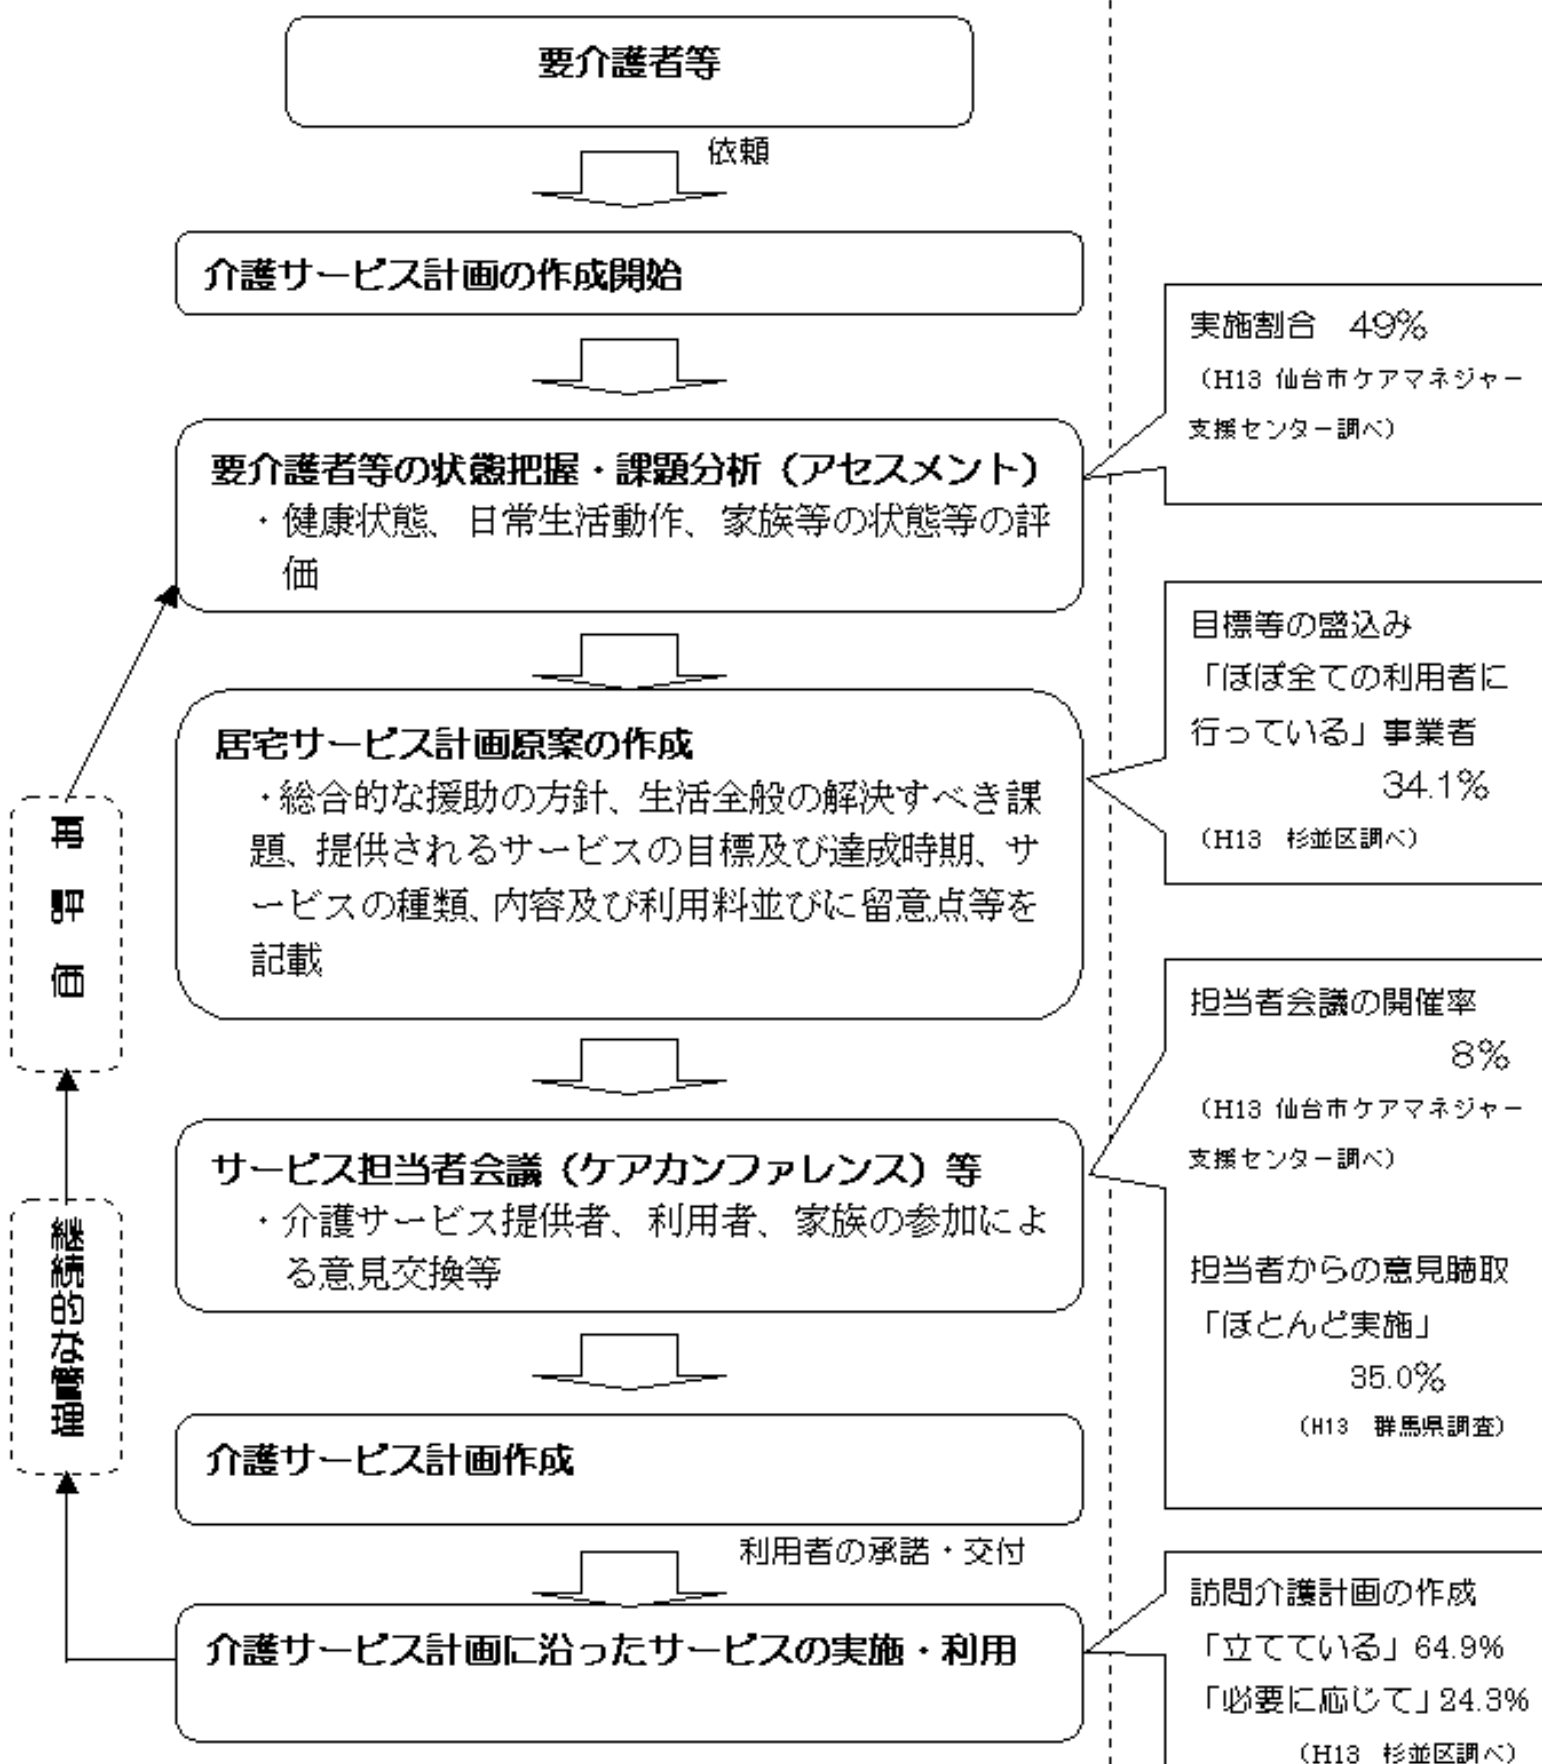 要介護者等
依頼
介護サービス計画の作成開始
要介護者等の状態把握・課題分析（アセスメント）
・健康状態、日常生活動作、家族等の状態等の評
価
居宅サービス計画原案の作成
・総合的な援助の方針、生活全般の解決すべき課
題、提供されるサービスの目標及び達成時期、サ
ービスの種類、内容及び利用料並びに留意点等を
記載
サービス担当者会議（ケアカンファレンス）等
・介護サービス提供者、利用者、家族の参加によ
る意見交換等
介護サービス計画作成
利用者の承諾・交付
介護サービス計画に沿ったサービスの実施・利用
再評価
継続的な管理
実施割合　49%
（H13 仙台市ケアマネジャー
支援センター調べ）
目標等の盛込み
「ほぼ全ての利用者に
行っている」事業者
34.1%
（H13　杉並区調べ）
担当者会議の開催率
8%
（H13 仙台市ケアマネジャー
支援センター調べ）
担当者からの意見聴取
「ほとんど実施」
35.0%
（H13　群馬県調査）
訪問介護計画の作成
「立てている」64.9%
「必要に応じて」24.3%
（H13　杉並区調べ）